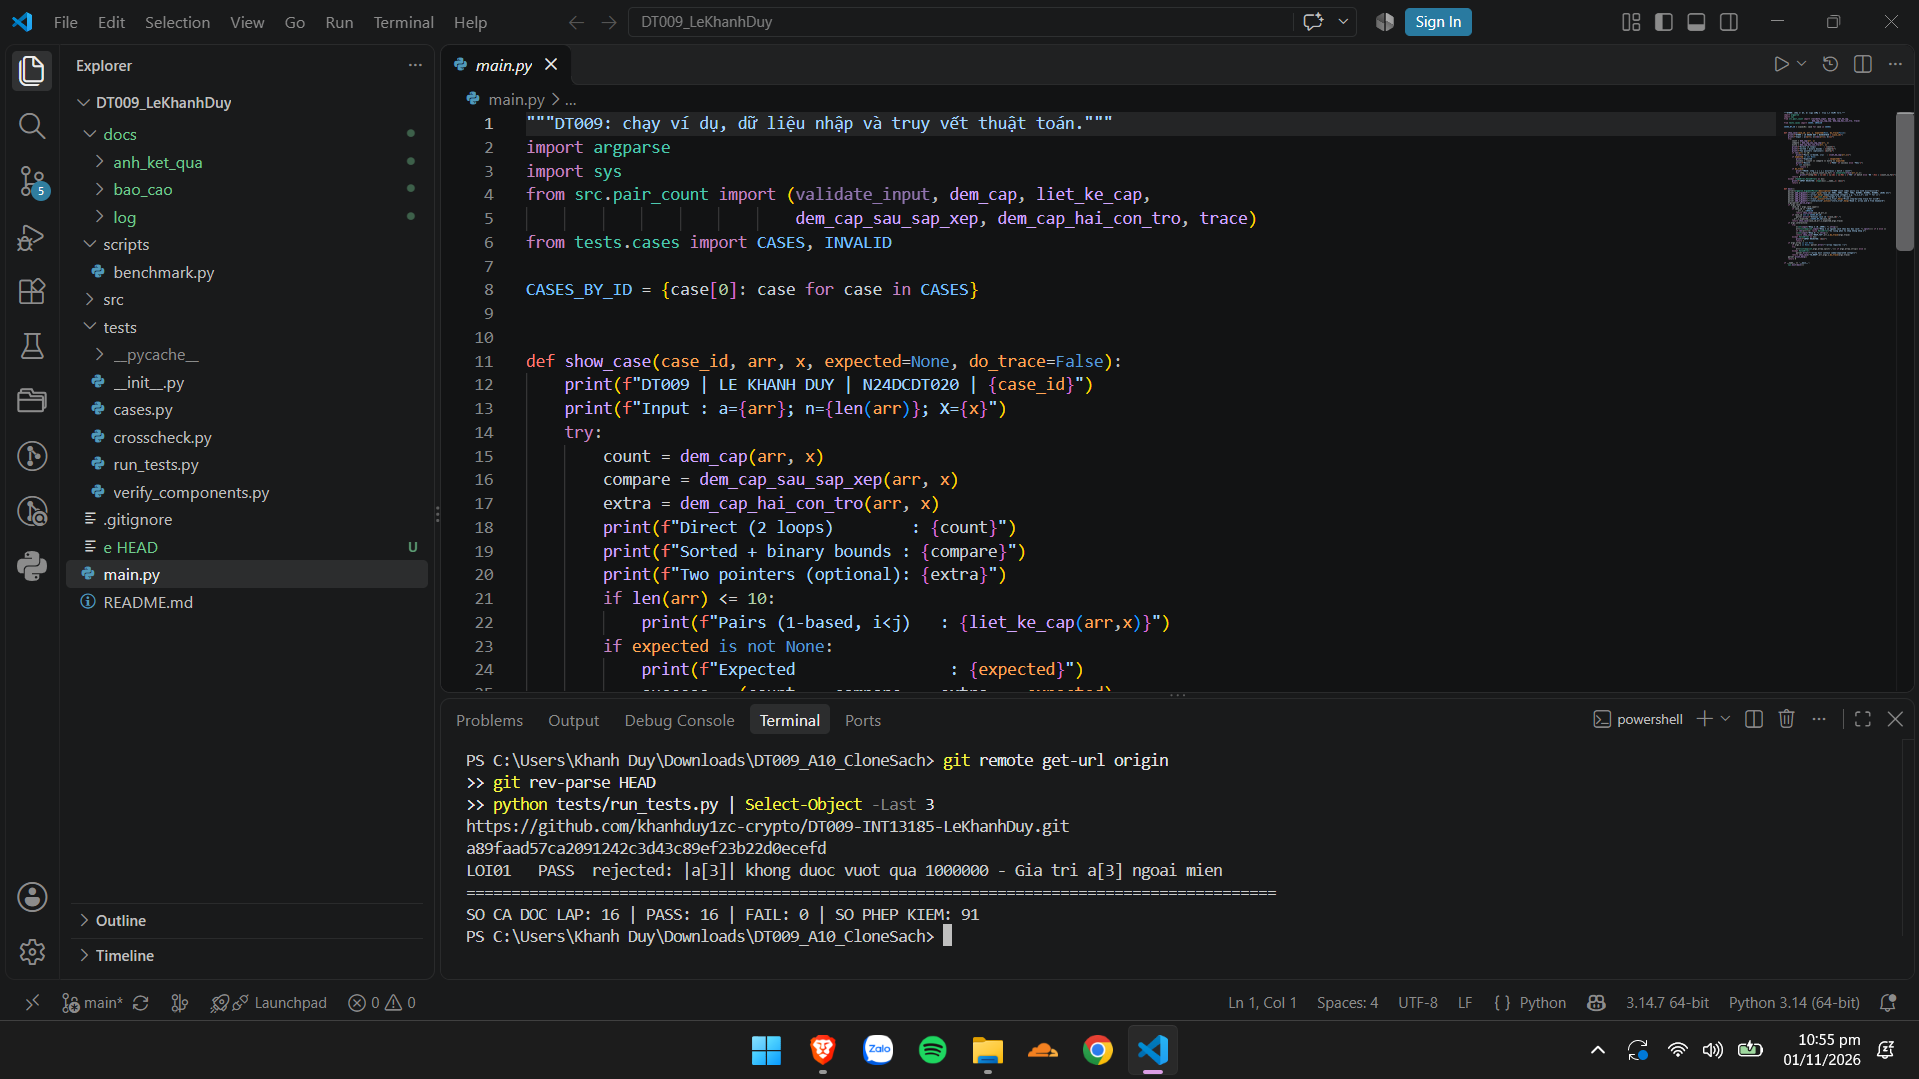 File Edit Selection View Go Run Terminal Help
DT009_LeKhanhDuy
Sign In
Explorer
DT009_LeKhanhDuy
docs
anh_ket_qua
bao_cao
log
scripts
benchmark.py
src
tests
__pycache__
__init__.py
cases.py
crosscheck.py
run_tests.py
verify_components.py
.gitignore
e HEAD U
main.py
README.md
Outline
Timeline
5
main.py
main.py > ...
1 """DT009: chạy ví dụ, dữ liệu nhập và truy vết thuật toán."""
2 import argparse
3 import sys
4 from src.pair_count import (validate_input, dem_cap, liet_ke_cap,
5 dem_cap_sau_sap_xep, dem_cap_hai_con_tro, trace)
6 from tests.cases import CASES, INVALID
7
8 CASES_BY_ID = {case[0]: case for case in CASES}
9
10
11 def show_case(case_id, arr, x, expected=None, do_trace=False):
12 print(f"DT009 | LE KHANH DUY | N24DCDT020 | {case_id}")
13 print(f"Input : a={arr}; n={len(arr)}; X={x}")
14 try:
15 count = dem_cap(arr, x)
16 compare = dem_cap_sau_sap_xep(arr, x)
17 extra = dem_cap_hai_con_tro(arr, x)
18 print(f"Direct (2 loops)        : {count}")
19 print(f"Sorted + binary bounds : {compare}")
20 print(f"Two pointers (optional): {extra}")
21 if len(arr) <= 10:
22 print(f"Pairs (1-based, i<j)   : {liet_ke_cap(arr,x)}")
23 if expected is not None:
24 print(f"Expected                : {expected}")
Problems Output Debug Console Terminal Ports
powershell
PS C:\Users\Khanh Duy\Downloads\DT009_A10_CloneSach> git remote get-url origin
>> git rev-parse HEAD
>> python tests/run_tests.py | Select-Object -Last 3
https://github.com/khanhduy1zc-crypto/DT009-INT13185-LeKhanhDuy.git
a89faad57ca2091242c3d43c89ef23b22d0ecefd
LOI01   PASS  rejected: |a[3]| khong duoc vuot qua 1000000 - Gia tri a[3] ngoai mien
==========================================================================================
SO CA DOC LAP: 16 | PASS: 16 | FAIL: 0 | SO PHEP KIEM: 91
PS C:\Users\Khanh Duy\Downloads\DT009_A10_CloneSach>
main* Launchpad 0 0
Ln 1, Col 1 Spaces: 4 UTF-8 LF {} Python 3.14.7 64-bit Python 3.14 (64-bit)
Zalo
10:55 pm
01/11/2026